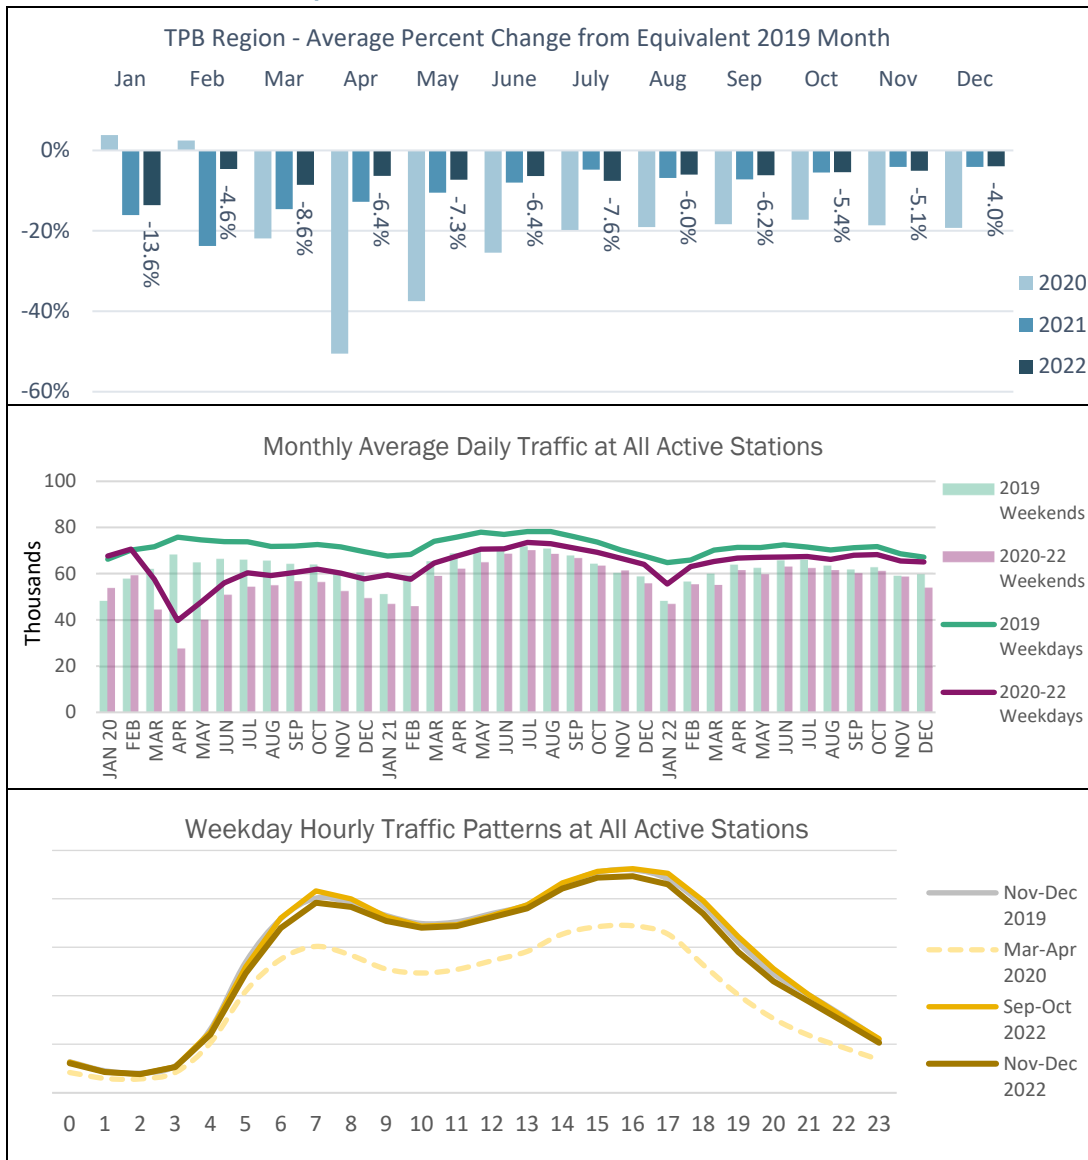 TPB Region - Average Percent Change from Equivalent 2019 Month
Jan Feb Mar Apr May June July Aug Sep Oct Nov Dec
0%
-20%
-40%
-60%
-13.6%
-4.6%
-8.6%
-6.4%
-7.3%
-6.4%
-7.6%
-6.0%
-6.2%
-5.4%
-5.1%
-4.0%
2020
2021
2022
Monthly Average Daily Traffic at All Active Stations
Thousands
100
80
60
40
20
0
JAN 20 FEB MAR APR MAY JUN JUL AUG SEP OCT NOV DEC JAN 21 FEB MAR APR MAY JUN JUL AUG SEP OCT NOV DEC JAN 22 FEB MAR APR MAY JUN JUL AUG SEP OCT NOV DEC
2019
Weekends
2020-22
Weekends
2019
Weekdays
2020-22
Weekdays
Weekday Hourly Traffic Patterns at All Active Stations
0 1 2 3 4 5 6 7 8 9 10 11 12 13 14 15 16 17 18 19 20 21 22 23
Nov-Dec
2019
Mar-Apr
2020
Sep-Oct
2022
Nov-Dec
2022